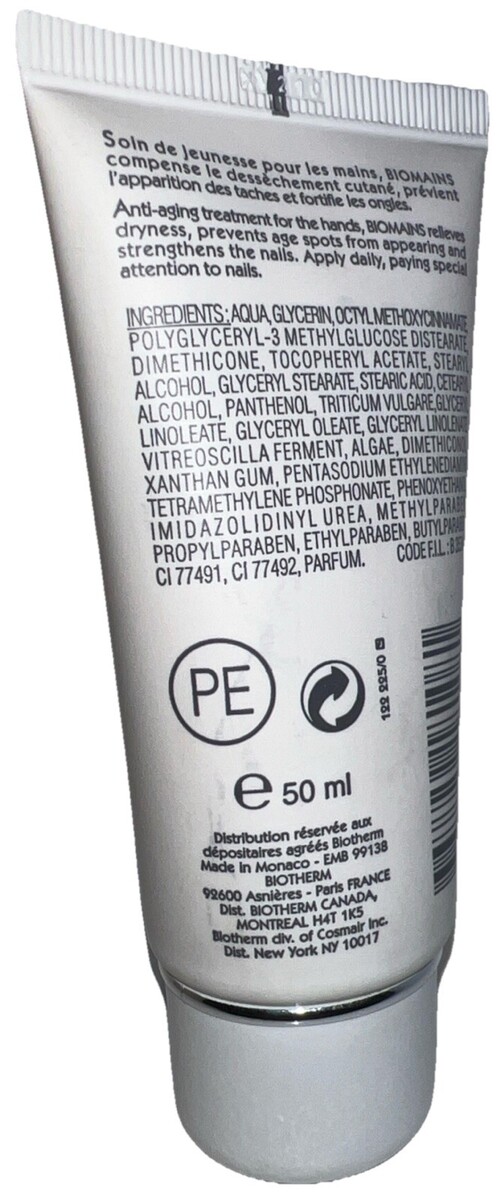 Soin de Jeunesse pour les mains, BIOMAINS
compense le dessèchement cutané, prévient
l'apparition des taches et fortifie les ongles.
Anti-aging treatment for the hands, BIOMAINS relieves
dryness, prevents age spots from appearing and
strengthens the nails. Apply daily, paying special
attention to nails.
INGREDIENTS: AQUA, GLYCERIN, OCTYL METHOXYCINNAMATE,
POLYGLYCERYL-3 METHYLGLUCOSE DISTEARATE,
DIMETHICONE, TOCOPHERYL ACETATE, STEARYL
ALCOHOL, GLYCERYL STEARATE, STEARIC ACID, CETEARYL
ALCOHOL, PANTHENOL, TRITICUM VULGARE, GLYCERYL
LINOLEATE, GLYCERYL OLEATE, GLYCERYL LINOLENATE
VITREOSCILLA FERMENT, ALGAE, DIMETHICONOL
XANTHAN GUM, PENTASODIUM ETHYLENEDIAMINE
TETRAMETHYLENE PHOSPHONATE, PHENOXYETHANOL
IMIDAZOLIDINYL UREA, METHYLPARABEN
PROPYLPARABEN, ETHYLPARABEN, BUTYLPARABEN
CI 77491, CI 77492, PARFUM. CODE F.I.L.:
PE
122 225/0
e 50 ml
Distribution réservée aux
dépositaires agréés Biotherm
Made in Monaco - EMB 99138
BIOTHERM
92600 Asnières - Paris FRANCE
Dist. BIOTHERM CANADA,
MONTREAL H4T 1K5
Biotherm div. of Cosmair Inc.
Dist. New York NY 10017